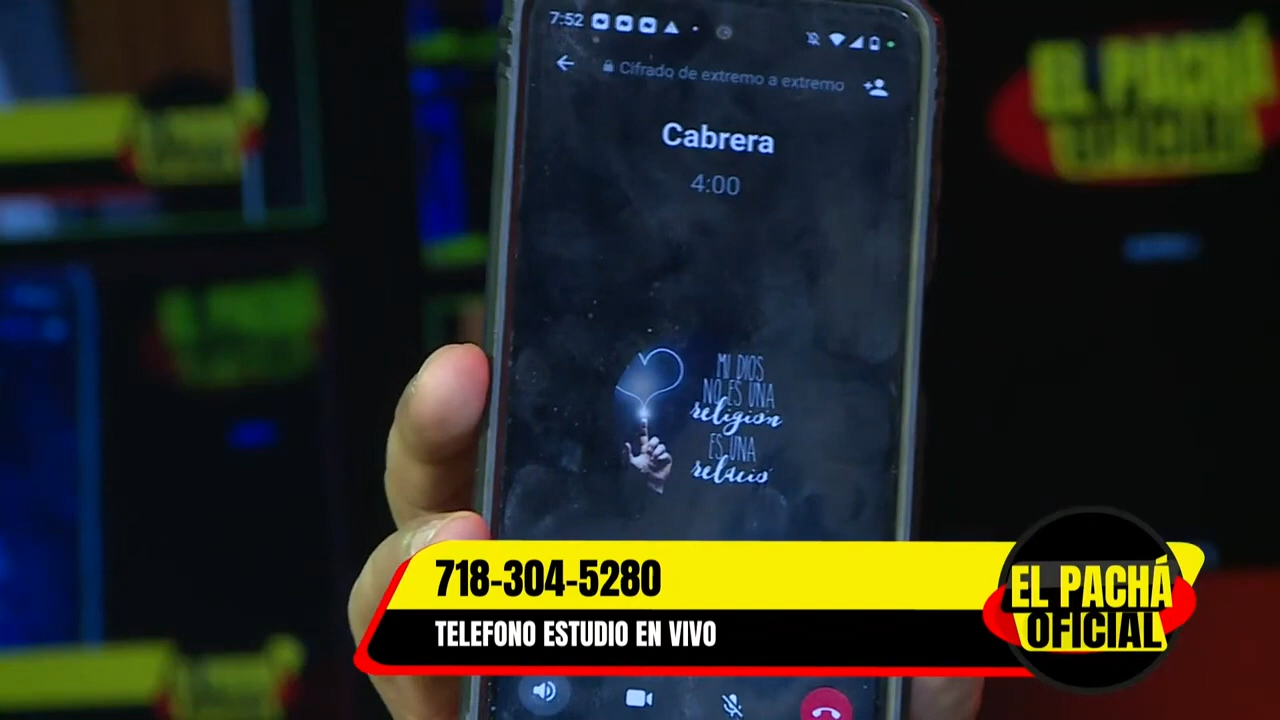 7:52
Cifrado de extremo a extremo
Cabrera
4:00
MI DIOS
NO ES UNA
religion
ES UNA
718-304-5280
TELEFONO ESTUDIO EN VIVO
EL PACHÁ
OFICIAL
EL PACHÁ
OFICIAL